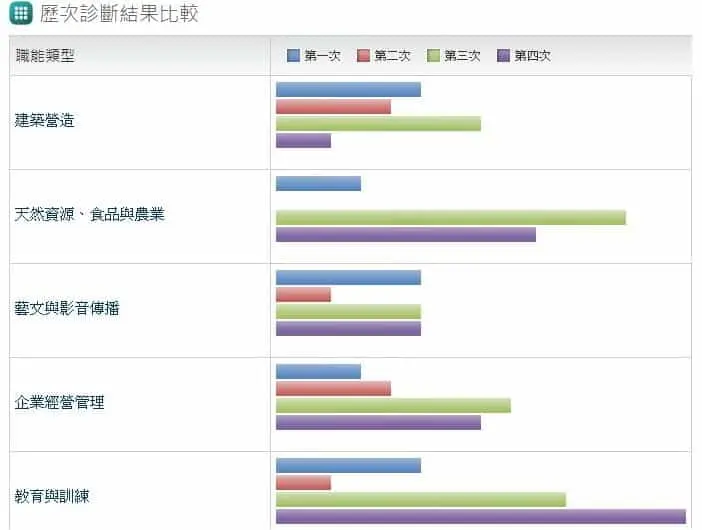 歷次診斷結果比較
職能類型 第一次 第二次 第三次 第四次
建築營造
天然資源、食品與農業
藝文與影音傳播
企業經營管理
教育與訓練